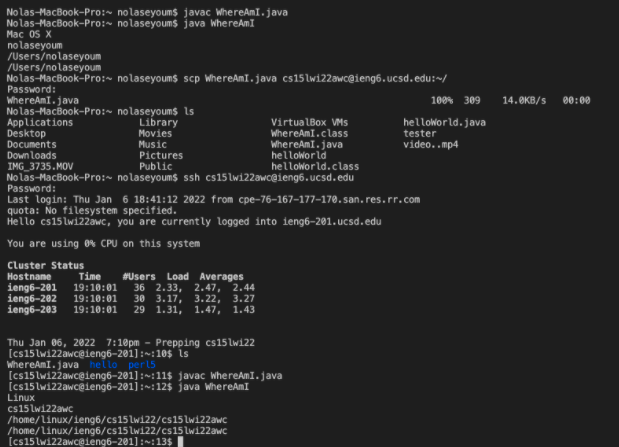 Nolas-MacBook-Pro:~ nolaseyoum$ javac WhereAmI.java
Nolas-MacBook-Pro:~ nolaseyoum$ java WhereAmI
Mac OS X
nolaseyoum
/Users/nolaseyoum
/Users/nolaseyoum
Nolas-MacBook-Pro:~ nolaseyoum$ scp WhereAmI.java cs15lwi22awc@ieng6.ucsd.edu:~/
Password:
WhereAmI.java 100% 309 14.0KB/s 00:00
Nolas-MacBook-Pro:~ nolaseyoum$ ls
Applications Library VirtualBox VMs helloWorld.java
Desktop Movies WhereAmI.class tester
Documents Music WhereAmI.java video..mp4
Downloads Pictures helloWorld
IMG_3735.MOV Public helloWorld.class
Nolas-MacBook-Pro:~ nolaseyoum$ ssh cs15lwi22awc@ieng6.ucsd.edu
Password:
Last login: Thu Jan 6 18:41:12 2022 from cpe-76-167-177-170.san.res.rr.com
quota: No filesystem specified.
Hello cs15lwi22awc, you are currently logged into ieng6-201.ucsd.edu
You are using 0% CPU on this system
Cluster Status
Hostname Time #Users Load Averages
ieng6-201 19:10:01 36 2.33, 2.47, 2.44
ieng6-202 19:10:01 30 3.17, 3.22, 3.27
ieng6-203 19:10:01 29 1.31, 1.47, 1.43
Thu Jan 06, 2022 7:10pm - Prepping cs15lwi22
[cs15lwi22awc@ieng6-201]:~:10$ ls
WhereAmI.java hello perl5
[cs15lwi22awc@ieng6-201]:~:11$ javac WhereAmI.java
[cs15lwi22awc@ieng6-201]:~:12$ java WhereAmI
Linux
cs15lwi22awc
/home/linux/ieng6/cs15lwi22/cs15lwi22awc
/home/linux/ieng6/cs15lwi22/cs15lwi22awc
[cs15lwi22awc@ieng6-201]:~:13$